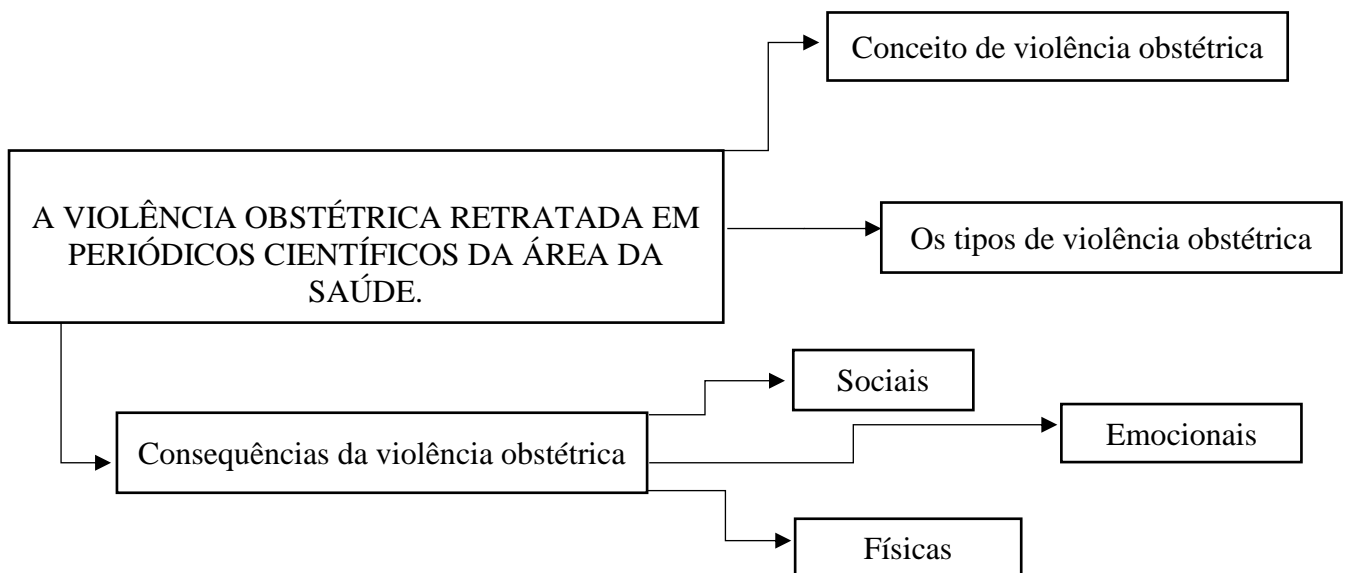 Conceito de violência obstétrica
A VIOLÊNCIA OBSTÉTRICA RETRATADA EM
PERIÓDICOS CIENTÍFICOS DA ÁREA DA
SAÚDE.
Os tipos de violência obstétrica
Sociais
Emocionais
Consequências da violência obstétrica
Físicas